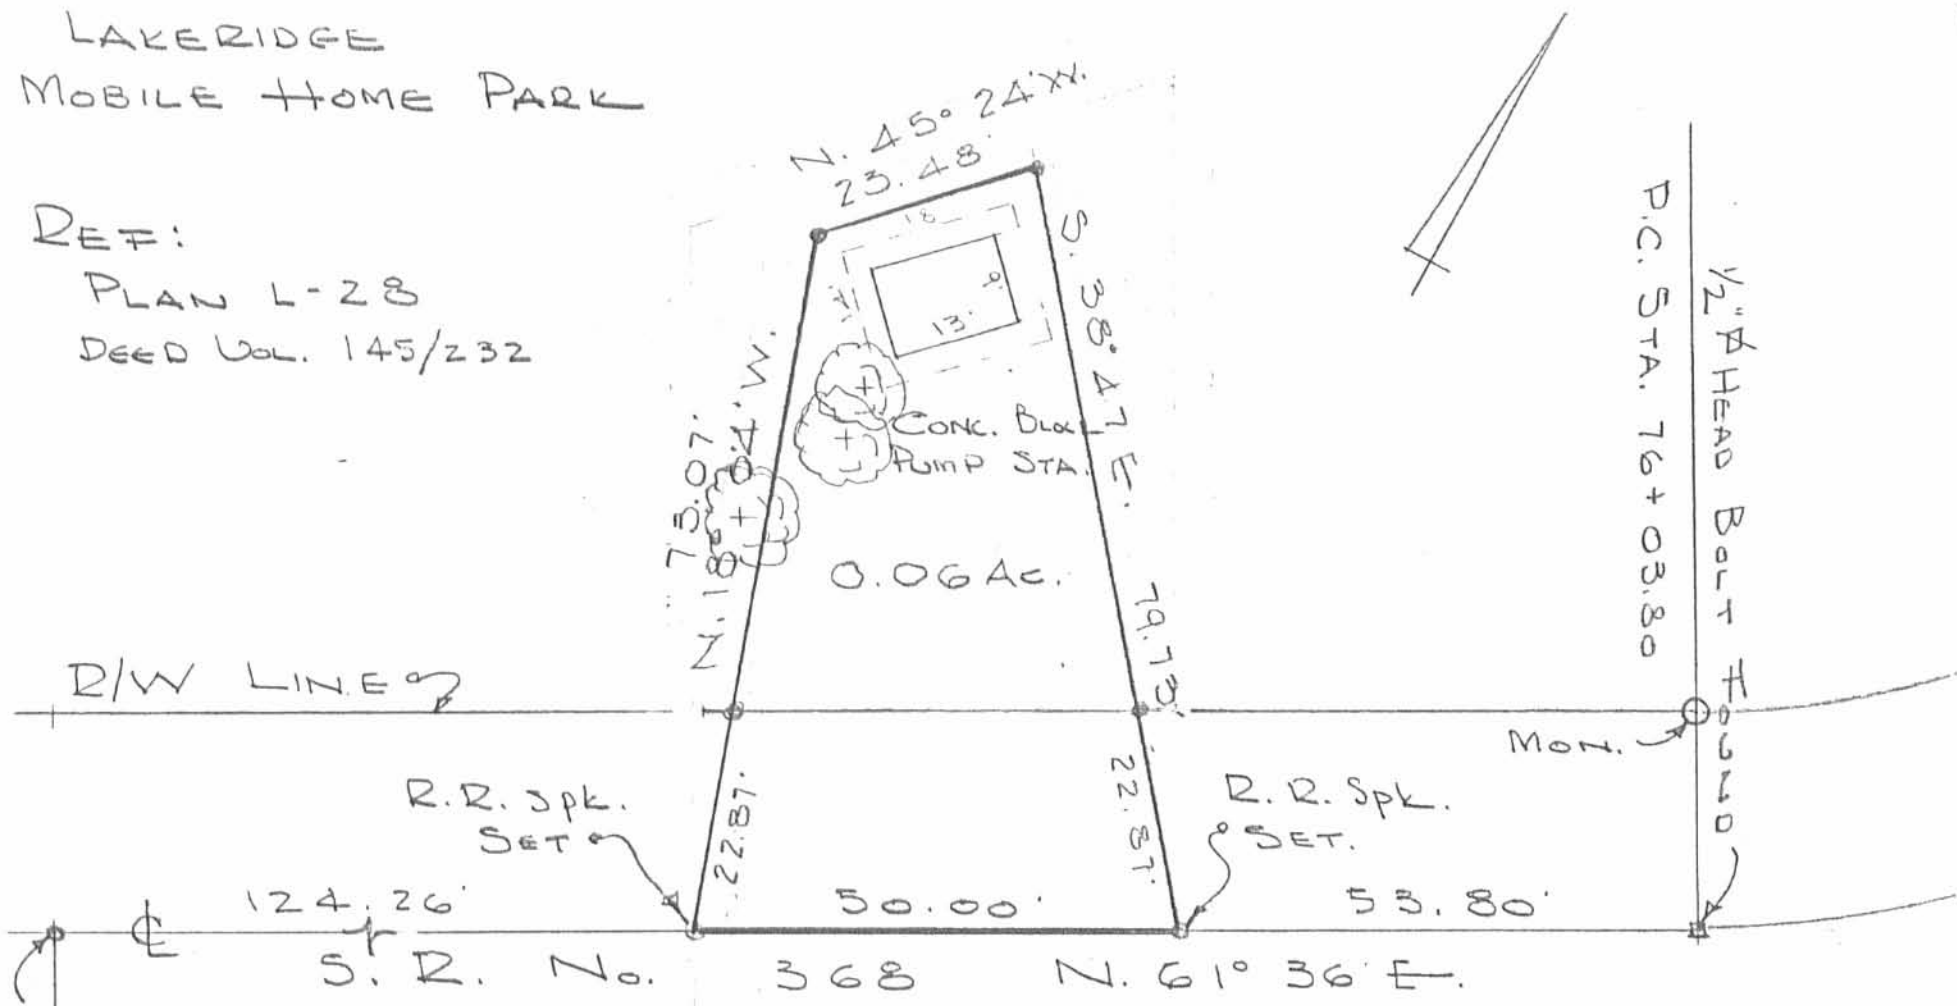 LAKERIDGE
MOBILE HOME PARK
REF:
PLAN L-28
DEED VOL. 145/232
N. 45° 24' W.
23.48'
18
14'
13'
9'
S. 38° 47' E.
79.73'
N. 18° 04' W.
73.07'
CONC. BLOCK
PUMP STA.
0.06 AC.
P.C. STA. 76+03.80
1/2" HEAD BOLT FOUND
R/W LINE
MON.
R.R. Spk.
SET
22.87'
22.87'
R.R. Spk.
SET.
124.26'
50.00'
53.80'
S. R. No. 368 N. 61° 36' E.